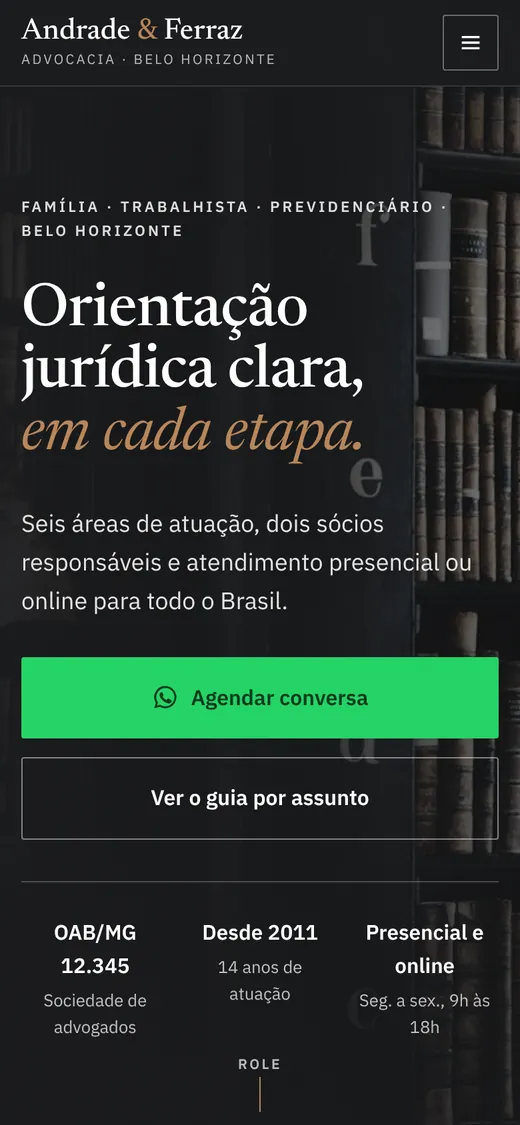 Andrade & Ferraz
ADVOCACIA · BELO HORIZONTE
FAMÍLIA · TRABALHISTA · PREVIDENCIÁRIO ·
BELO HORIZONTE
Orientação
jurídica clara,
em cada etapa.
Seis áreas de atuação, dois sócios
responsáveis e atendimento presencial ou
online para todo o Brasil.
Agendar conversa
Ver o guia por assunto
OAB/MG
12.345
Sociedade de
advogados
Desde 2011
14 anos de
atuação
Presencial e
online
Seg. a sex., 9h às
18h
ROLE